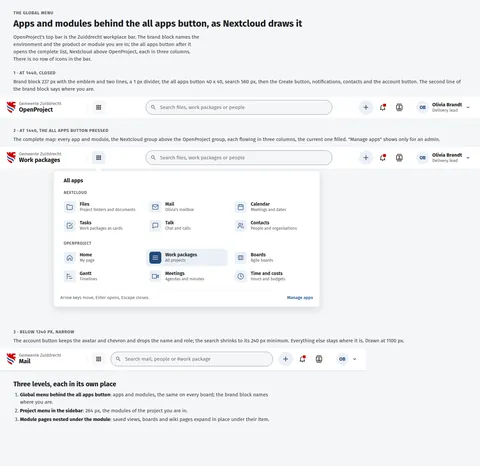 THE GLOBAL MENU
Apps and modules behind the all apps button, as Nextcloud draws it
OpenProject's top bar is the Zuiddrecht workplace bar. The brand block names
the environment and the product or module you are in; the all apps button after it
opens the complete list, Nextcloud above OpenProject, each in three columns.
There is no row of icons in the bar.
1 · AT 1440, CLOSED
Brand block 237 px with the emblem and two lines, a 1 px divider, the all apps button 40 x 40, search 560 px, then the Create button, notifications, contacts and the account button. The second line of
the brand block says where you are.
Gemeente Zuiddrecht
OpenProject
Search files, work packages or people
OB
Olivia Brandt
Delivery lead
2 · AT 1440, THE ALL APPS BUTTON PRESSED
The complete map: every app and module, the Nextcloud group above the OpenProject group, each flowing in three columns, the current one filled. "Manage apps" shows only for an admin.
Gemeente Zuiddrecht
Work packages
Search files, work packages or people
OB
Olivia Brandt
Delivery lead
All apps
NEXTCLOUD
Files
Project folders and documents
Mail
Olivia's mailbox
Calendar
Meetings and dates
Tasks
Work packages as cards
Talk
Chat and calls
Contacts
People and organisations
OPENPROJECT
Home
My page
Work packages
All projects
Boards
Agile boards
Gantt
Timelines
Meetings
Agendas and minutes
Time and costs
Hours and budgets
Arrow keys move, Enter opens, Escape closes.
Manage apps
3 · BELOW 1240 PX, NARROW
The account button keeps the avatar and chevron and drops the name and role; the search shrinks to its 240 px minimum. Everything else stays where it is. Drawn at 1100 px.
Gemeente Zuiddrecht
Mail
Search mail, people or #work package
OB
Three levels, each in its own place
1. Global menu behind the all apps button: apps and modules, the same on every board; the brand block names
where you are.
2. Project menu in the sidebar: 264 px, the modules of the project you are in.
3. Module pages nested under the module: saved views, boards and wiki pages expand in place under their item.